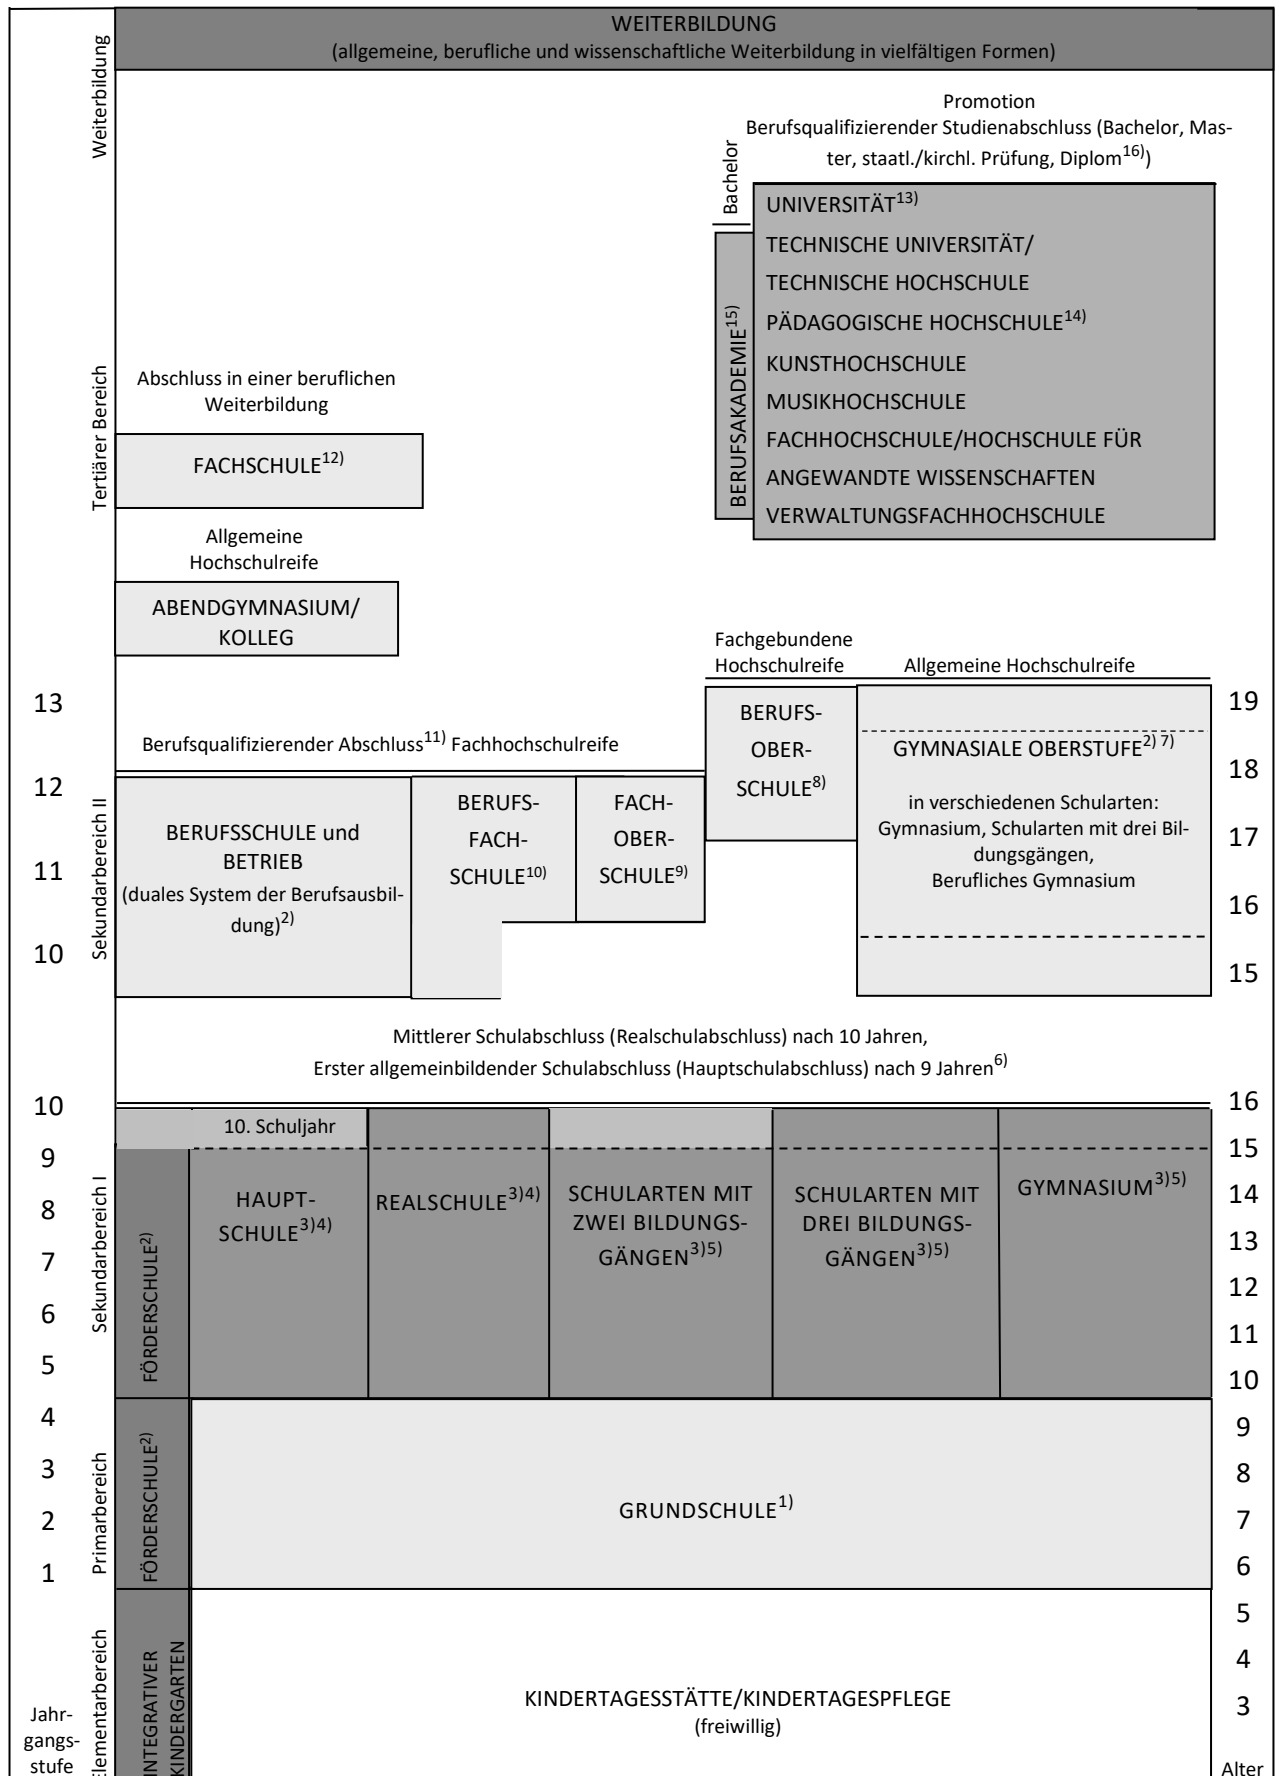 WEITERBILDUNG
(allgemeine, berufliche und wissenschaftliche Weiterbildung in vielfältigen Formen)
Weiterbildung
Promotion
Berufsqualifizierender Studienabschluss (Bachelor, Mas-
ter, staatl./kirchl. Prüfung, Diplom16))
Bachelor
UNIVERSITÄT13)
TECHNISCHE UNIVERSITÄT/
TECHNISCHE HOCHSCHULE
PÄDAGOGISCHE HOCHSCHULE14)
KUNSTHOCHSCHULE
MUSIKHOCHSCHULE
FACHHOCHSCHULE/HOCHSCHULE FÜR
ANGEWANDTE WISSENSCHAFTEN
VERWALTUNGSFACHHOCHSCHULE
BERUFSAKADEMIE15)
Tertiärer Bereich
Abschluss in einer beruflichen
Weiterbildung
FACHSCHULE12)
Allgemeine
Hochschulreife
ABENDGYMNASIUM/
KOLLEG
Fachgebundene
Hochschulreife
Allgemeine Hochschulreife
13
12
11
10
Sekundarbereich II
Berufsqualifizierender Abschluss11) Fachhochschulreife
BERUFSSCHULE und
BETRIEB
(duales System der Berufsausbil-
dung)2)
BERUFS-
FACH-
SCHULE10)
FACH-
OBER-
SCHULE9)
BERUFS-
OBER-
SCHULE8)
GYMNASIALE OBERSTUFE2) 7)
in verschiedenen Schularten:
Gymnasium, Schularten mit drei Bil-
dungsgängen,
Berufliches Gymnasium
19
18
17
16
15
Mittlerer Schulabschluss (Realschulabschluss) nach 10 Jahren,
Erster allgemeinbildender Schulabschluss (Hauptschulabschluss) nach 9 Jahren6)
10
9
8
7
6
5
Sekundarbereich I
FÖRDERSCHULE2)
10. Schuljahr
HAUPT-
SCHULE3)4)
REALSCHULE3)4)
SCHULARTEN MIT
ZWEI BILDUNGS-
GÄNGEN3)5)
SCHULARTEN MIT
DREI BILDUNGS-
GÄNGEN3)5)
GYMNASIUM3)5)
16
15
14
13
12
11
10
4
3
2
1
Primarbereich
FÖRDERSCHULE2)
GRUNDSCHULE1)
9
8
7
6
Jahr-
gangs-
stufe
Elementarbereich
INTEGRATIVER
KINDERGARTEN
KINDERTAGESSTÄTTE/KINDERTAGESPFLEGE
(freiwillig)
5
4
3
Alter